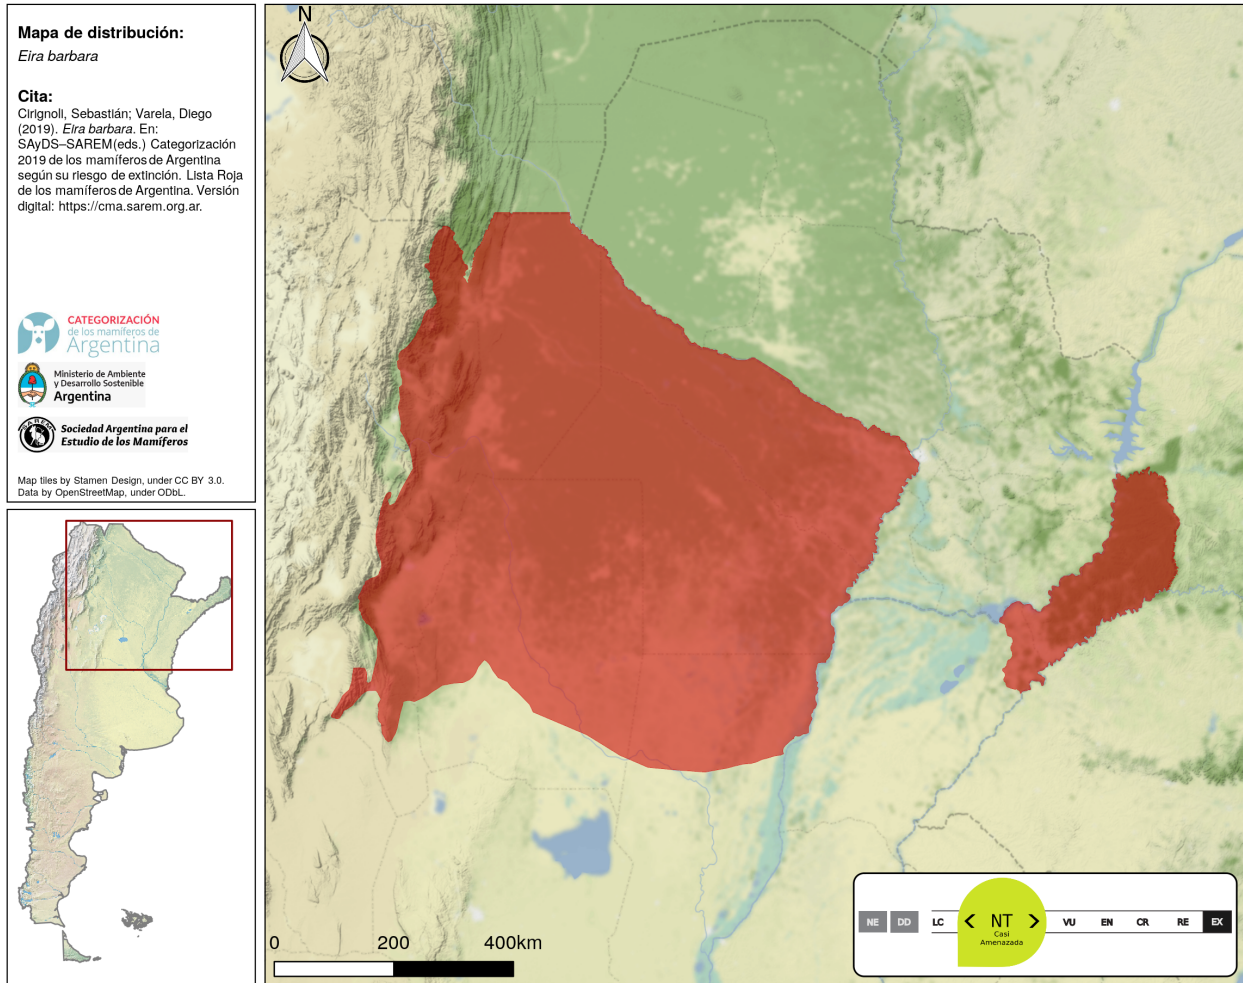 Mapa de distribución:
Eira barbara
Cita:
Cirignoli, Sebastián; Varela, Diego
(2019). Eira barbara. En:
SAyDS–SAREM(eds.) Categorización
2019 de los mamíferos de Argentina
según su riesgo de extinción. Lista Roja
de los mamíferos de Argentina. Versión
digital: https://cma.sarem.org.ar.
CATEGORIZACIÓN
de los mamíferos de
Argentina
Ministerio de Ambiente
y Desarrollo Sostenible
Argentina
SAREM
Sociedad Argentina para el
Estudio de los Mamíferos
Map tiles by Stamen Design, under CC BY 3.0.
Data by OpenStreetMap, under ODbL.
N
0 200 400km
NE DD LC < NT > VU EN CR RE EX
Casi
Amenazada